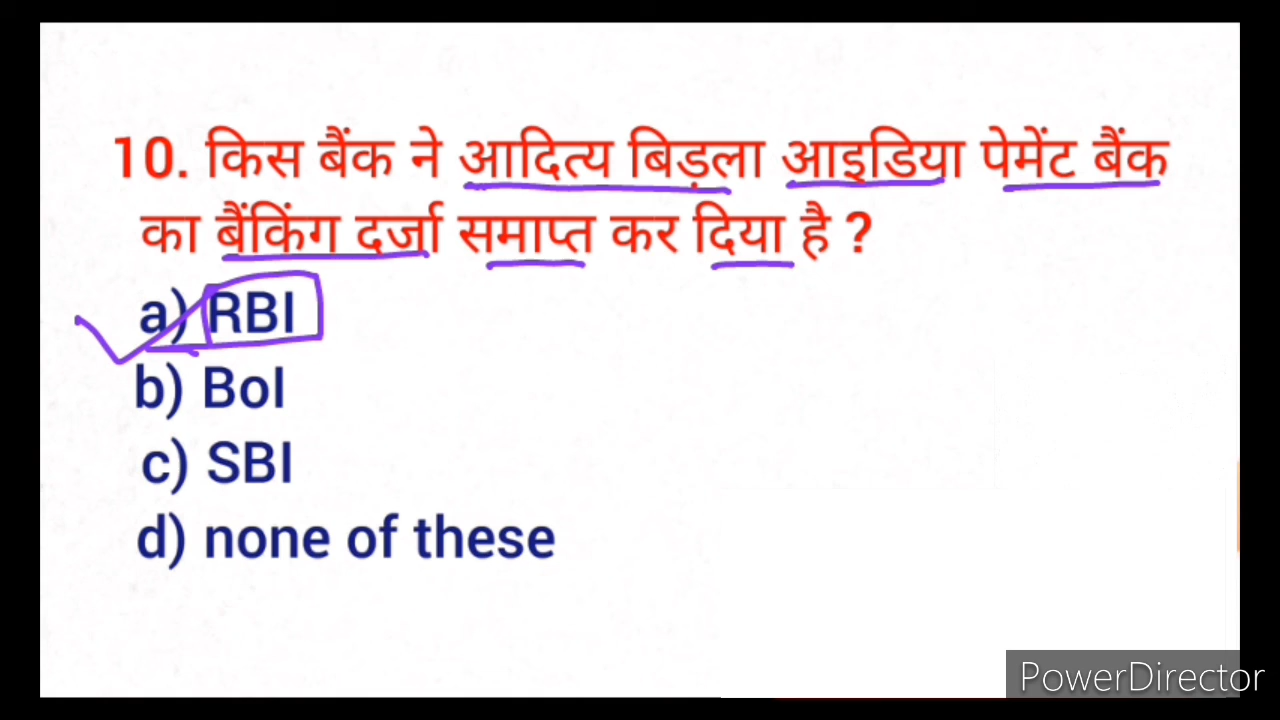 10. किस बैंक ने आदित्य बिड़ला आइडिया पेमेंट बैंक
का बैंकिंग दर्जा समाप्त कर दिया है ?
a) RBI
b) BoI
c) SBI
d) none of these
PowerDirector